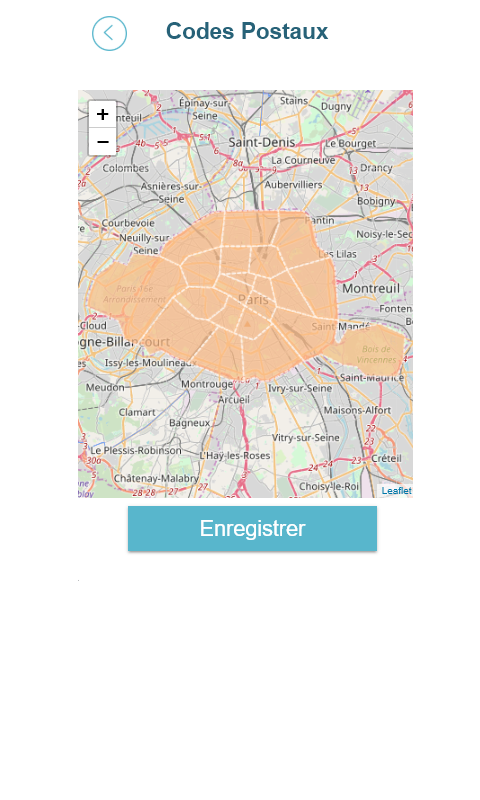 Codes Postaux
+
−
Épinay-sur-
Seine
Stains
Dugny
Saint-Denis
Le Bourget
La Courneuve
Drancy
Colombes
Asnières-sur-
Seine
Aubervilliers
Bobigny
Courbevoie
antin
Noisy-le-Sec
Neuilly-sur-
Seine
Les Lilas
Paris 16e
Arrondissement
Paris
Montreuil
Fontenay
Cloud
Saint-Mandé
gne-Billancourt
Bois de
Vincennes
Issy-les-Moulineaux
Saint-Maurice
Meudon
Montrouge
Ivry-sur-Seine
Arcueil
Clamart
Maisons-Alfort
Bagneux
Vitry-sur-Seine
Le Plessis-Robinson
L'Haÿ-les-Roses
Créteil
Châtenay-Malabry
Choisy-le-Roi
Leaflet
Enregistrer